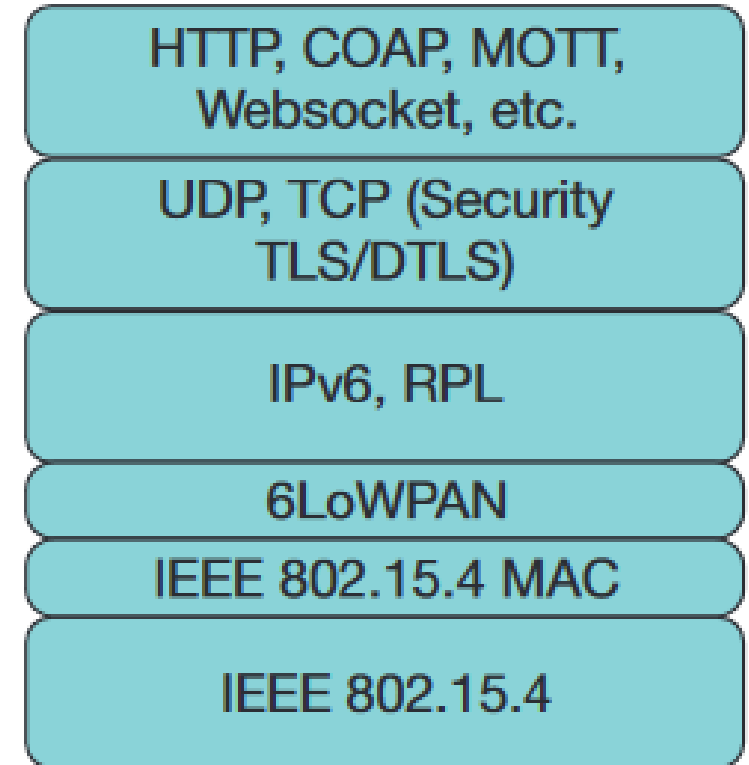 HTTP, COAP, MOTT,
Websocket, etc.
UDP, TCP (Security
TLS/DTLS)
IPv6, RPL
6LoWPAN
IEEE 802.15.4 MAC
IEEE 802.15.4